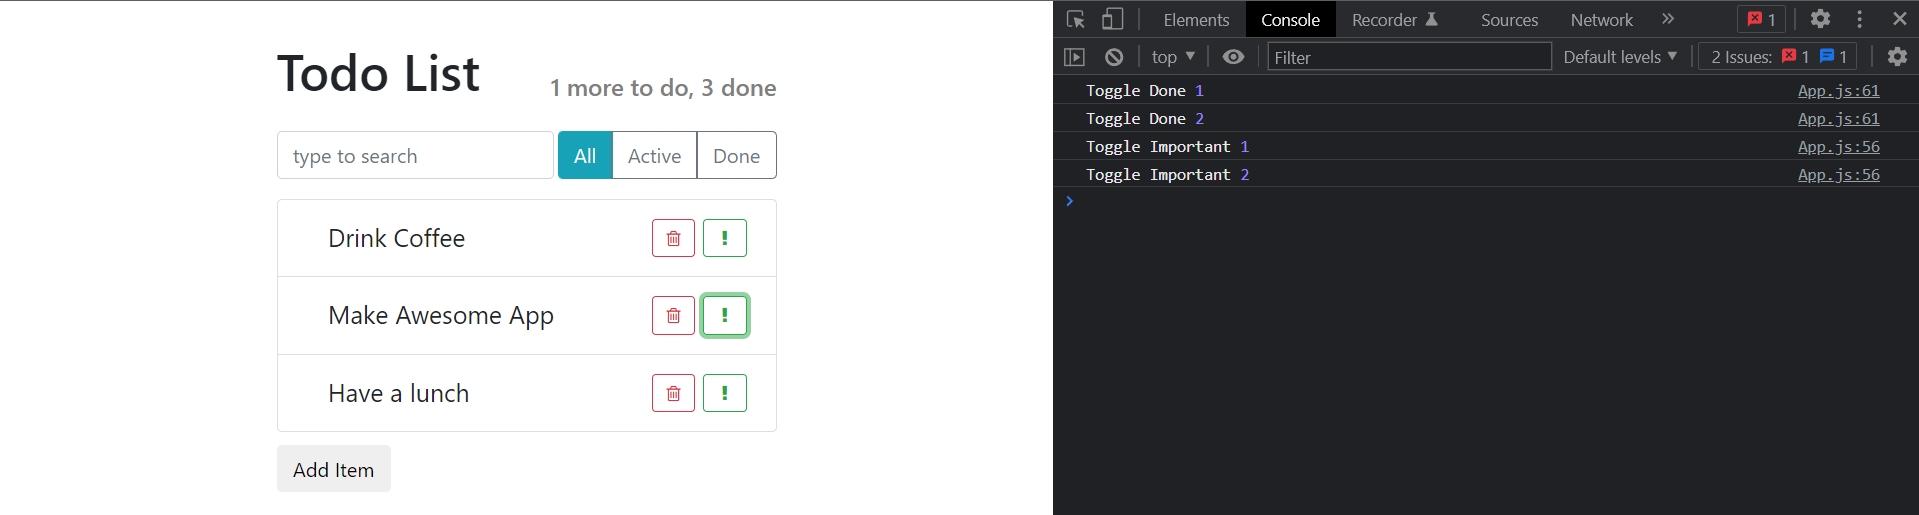 Todo List
1 more to do, 3 done
type to search
All Active Done
Drink Coffee
!
Make Awesome App
!
Have a lunch
!
Add Item
Elements Console Recorder Sources Network » 1
top ▼ Filter Default levels ▼ 2 Issues: 1 1
Toggle Done 1 App.js:61
Toggle Done 2 App.js:61
Toggle Important 1 App.js:56
Toggle Important 2 App.js:56